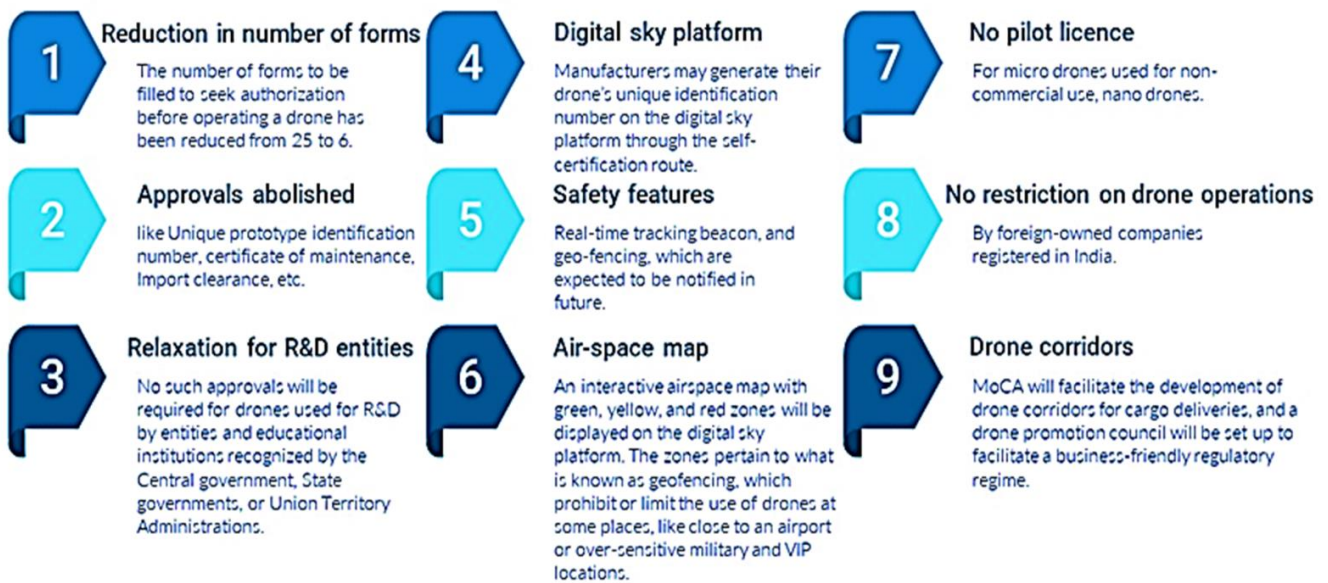 1
Reduction in number of forms
The number of forms to be
filled to seek authorization
before operating a drone has
been reduced from 25 to 6.
2
Approvals abolished
like Unique prototype identification
number, certificate of maintenance,
Import clearance, etc.
3
Relaxation for R&D entities
No such approvals will be
required for drones used for R&D
by entities and educational
institutions recognized by the
Central government, State
governments, or Union Territory
Administrations.
4
Digital sky platform
Manufacturers may generate their
drone's unique identification
number on the digital sky
platform through the self-
certification route.
5
Safety features
Real-time tracking beacon, and
geo-fencing, which are
expected to be notified in
future.
6
Air-space map
An interactive airspace map with
green, yellow, and red zones will be
displayed on the digital sky
platform. The zones pertain to what
is known as geofencing, which
prohibit or limit the use of drones at
some places, like close to an airport
or over-sensitive military and VIP
locations.
7
No pilot licence
For micro drones used for non-
commercial use, nano drones.
8
No restriction on drone operations
By foreign-owned companies
registered in India.
9
Drone corridors
MoCA will facilitate the development of
drone corridors for cargo deliveries, and a
drone promotion council will be set up to
facilitate a business-friendly regulatory
regime.